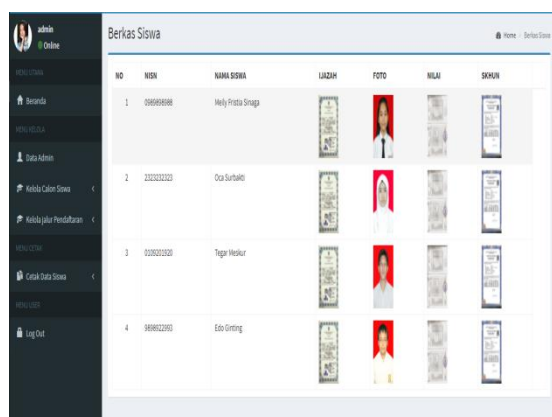 admin
Online
Berkas Siswa
Home / Berkas Siswa
MENU UTAMA
Beranda
MENU KELOLA
Data Admin
Kelola Calon Siswa
Kelola Jalur Pendaftaran
MENU CETAK
Cetak Data Siswa
MENU USER
Log Out
NO NISN NAMA SISWA IJAZAH FOTO NILAI SKHUN
1 Melly Fristia Sinaga
2 2323232323 Oca Surbakti
3 0109201920 Tegar Meskur
4 9898922993 Edo Ginting